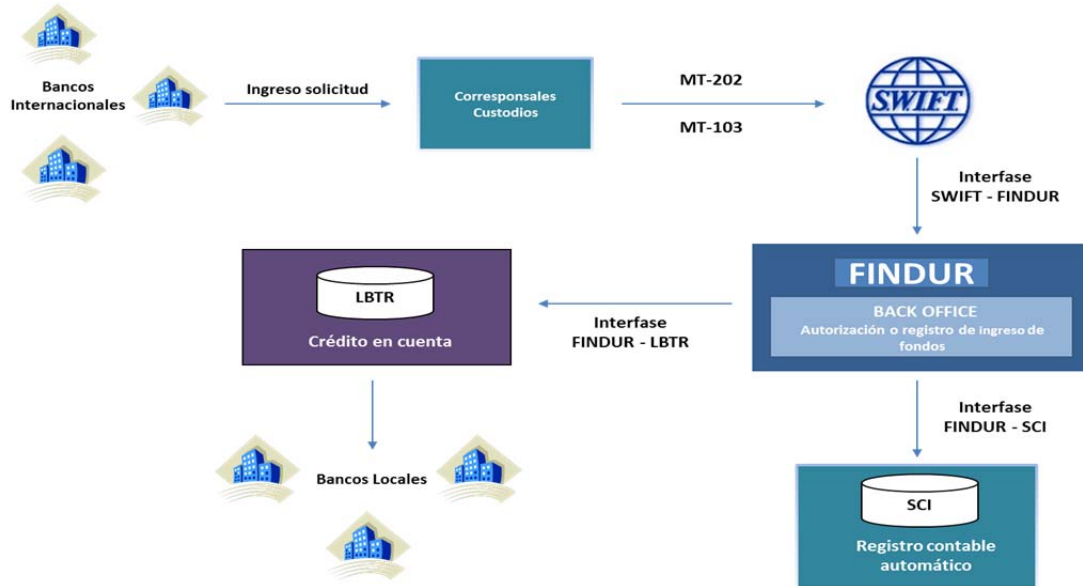 Bancos
Internacionales
Ingreso solicitud
Corresponsales
Custodios
MT-202
MT-103
SWIFT
Interfase
SWIFT - FINDUR
FINDUR
BACK OFFICE
Autorización o registro de ingreso de
fondos
Interfase
FINDUR - LBTR
LBTR
Crédito en cuenta
Bancos Locales
Interfase
FINDUR - SCI
SCI
Registro contable
automático